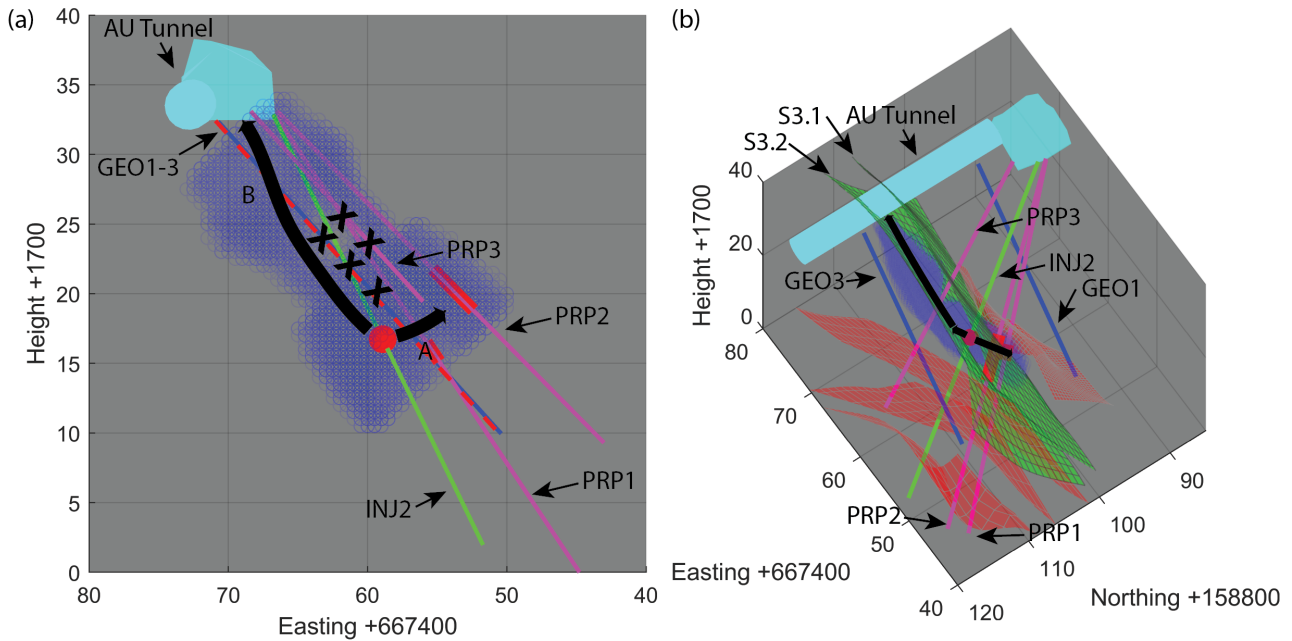 (a)
AU Tunnel
GEO1-3
B
PRP3
PRP2
A
PRP1
INJ2
40
35
30
25
20
15
10
5
0
80
70
60
50
40
Height +1700
Easting +667400
(b)
S3.1
AU Tunnel
S3.2
PRP3
INJ2
GEO3
GEO1
PRP2
PRP1
40
20
0
Height +1700
80
70
60
50
40
Easting +667400
120
110
100
90
Northing +158800